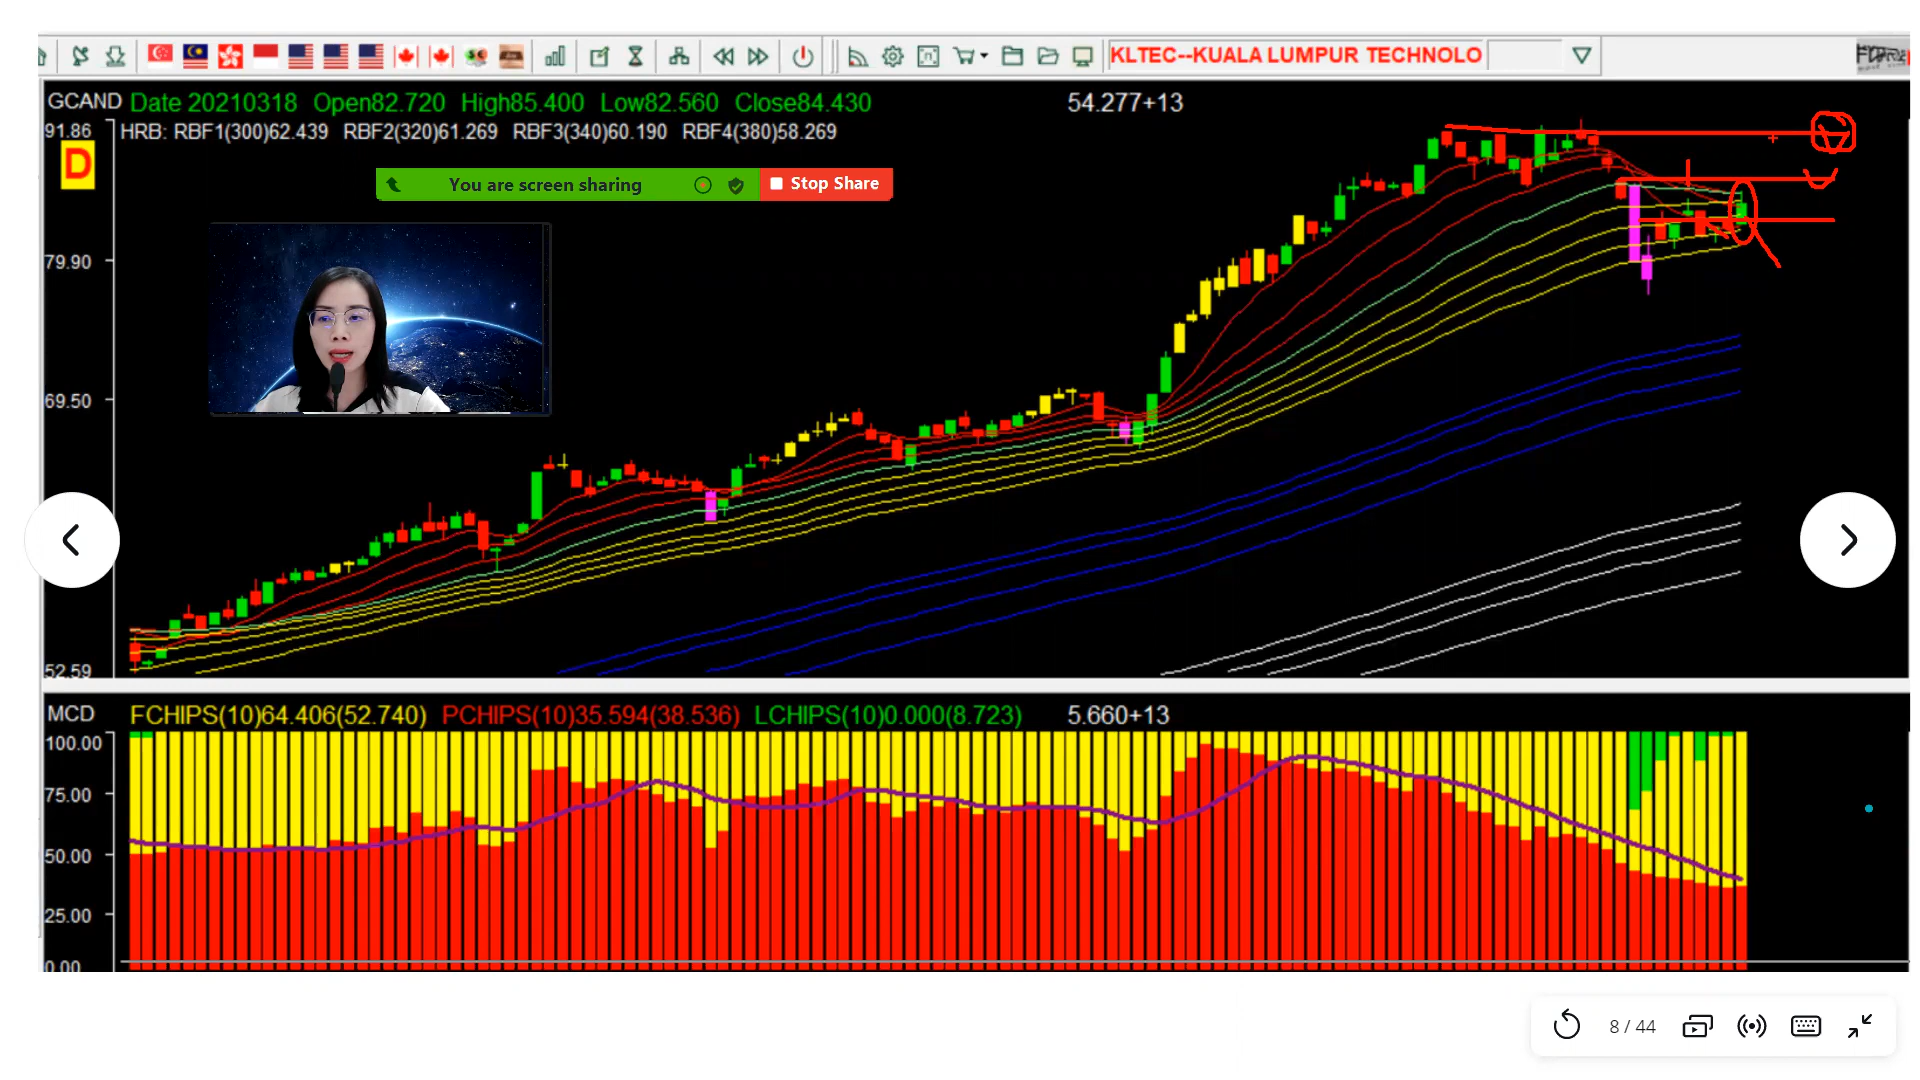 KLTEC--KUALA LUMPUR TECHNOLO
GCAND Date 20210318 Open82.720 High85.400 Low82.560 Close84.430 54.277+13
91.86 HRB: RBF1(300)62.439 RBF2(320)61.269 RBF3(340)60.190 RBF4(380)58.269
D
You are screen sharing Stop Share
79.90
69.50
52.59
MCD FCHIPS(10)64.406(52.740) PCHIPS(10)35.594(38.536) LCHIPS(10)0.000(8.723) 5.660+13
100.00
75.00
50.00
25.00
0.00
8 / 44